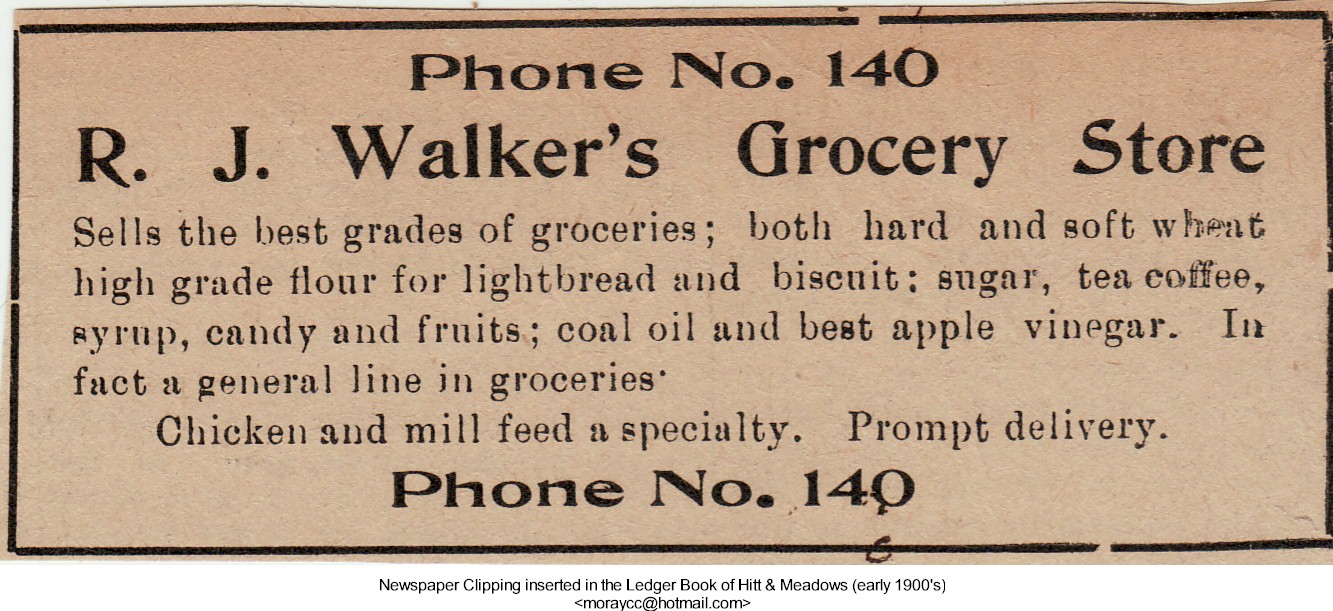 Phone No. 140
R. J. Walker's Grocery Store
Sells the best grades of groceries; both hard and soft wheat
high grade flour for lightbread and biscuit: sugar, tea coffee,
syrup, candy and fruits; coal oil and best apple vinegar. In
fact a general line in groceries·
Chicken and mill feed a specialty. Prompt delivery.
Phone No. 140
Newspaper Clipping inserted in the Ledger Book of Hitt & Meadows (early 1900's)
<moraycc@hotmail.com>